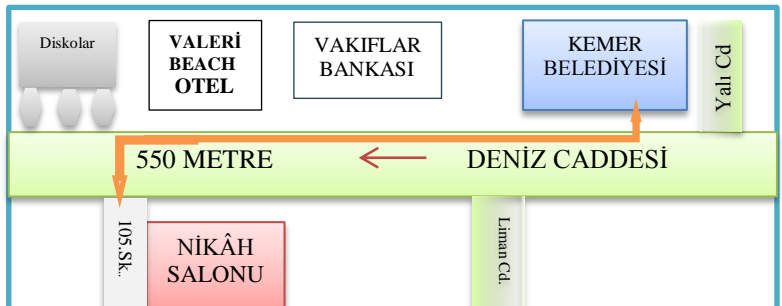 Diskolar
VALERİ
BEACH
OTEL
VAKIFLAR
BANKASI
KEMER
BELEDİYESİ
Yalı Cd
550 METRE
DENİZ CADDESİ
105.Sk.
NİKÂH
SALONU
Liman Cd.